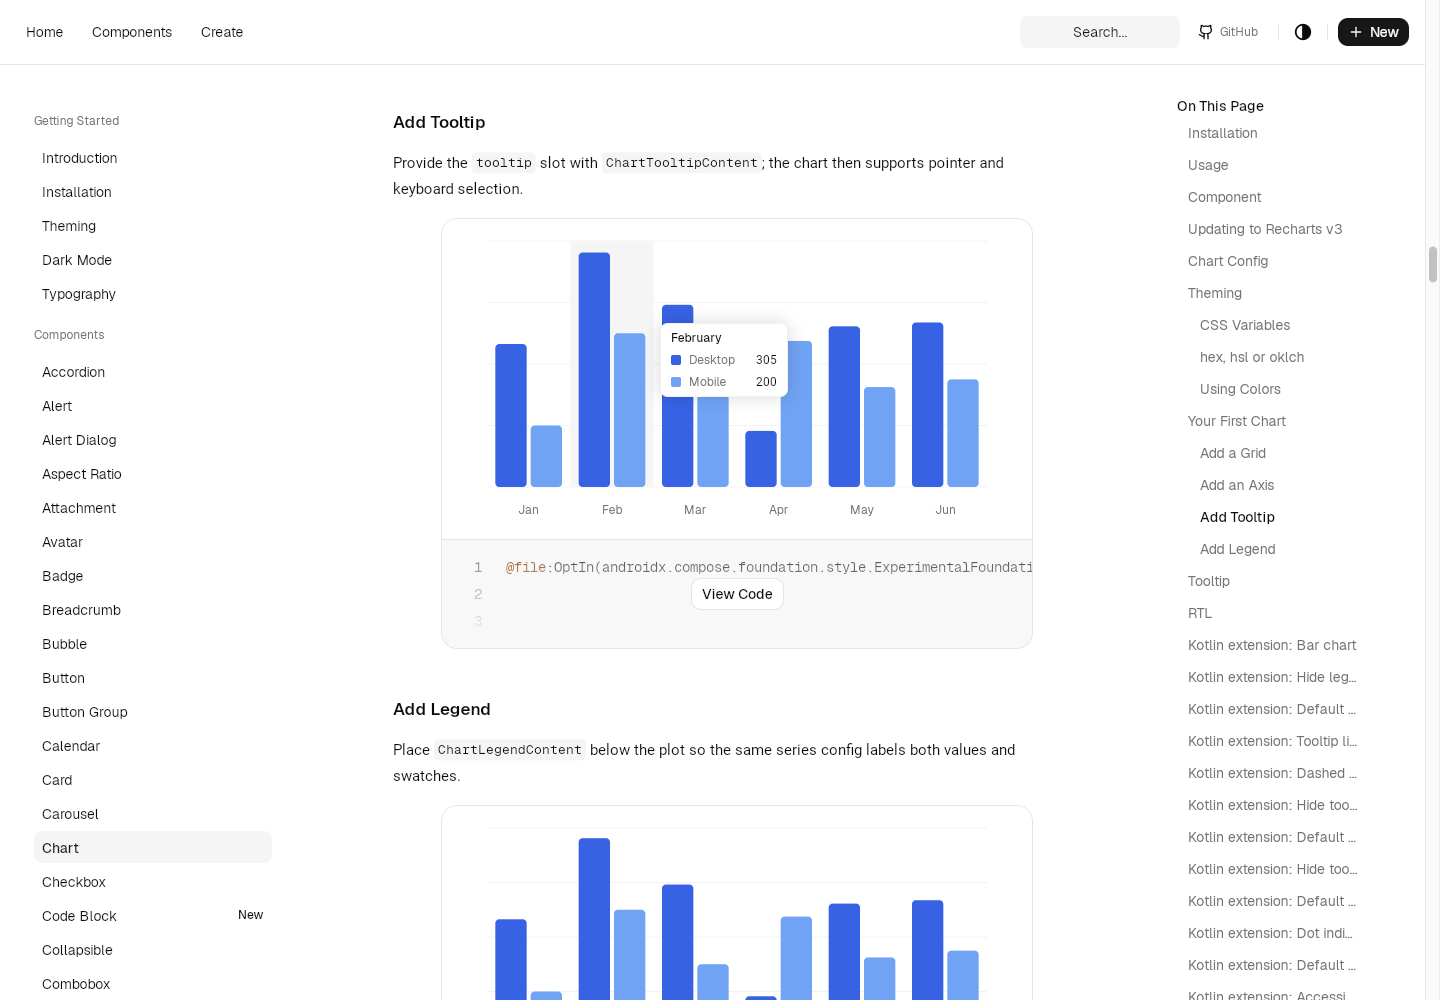 Home
Components
Create
Search...
GitHub
New
Getting Started
Introduction
Installation
Theming
Dark Mode
Typography
Components
Accordion
Alert
Alert Dialog
Aspect Ratio
Attachment
Avatar
Badge
Breadcrumb
Bubble
Button
Button Group
Calendar
Card
Carousel
Chart
Checkbox
Code Block New
Collapsible
Combobox
Add Tooltip
Provide the tooltip slot with ChartTooltipContent; the chart then supports pointer and
keyboard selection.
February
Desktop 305
Mobile 200
Jan Feb Mar Apr May Jun
1 @file:OptIn(androidx.compose.foundation.style.ExperimentalFoundati
2
View Code
3
Add Legend
Place ChartLegendContent below the plot so the same series config labels both values and
swatches.
On This Page
Installation
Usage
Component
Updating to Recharts v3
Chart Config
Theming
CSS Variables
hex, hsl or oklch
Using Colors
Your First Chart
Add a Grid
Add an Axis
Add Tooltip
Add Legend
Tooltip
RTL
Kotlin extension: Bar chart
Kotlin extension: Hide leg...
Kotlin extension: Default ...
Kotlin extension: Tooltip li...
Kotlin extension: Dashed ...
Kotlin extension: Hide too...
Kotlin extension: Default ...
Kotlin extension: Hide too...
Kotlin extension: Default ...
Kotlin extension: Dot indi...
Kotlin extension: Default ...
Kotlin extension: Accessi...